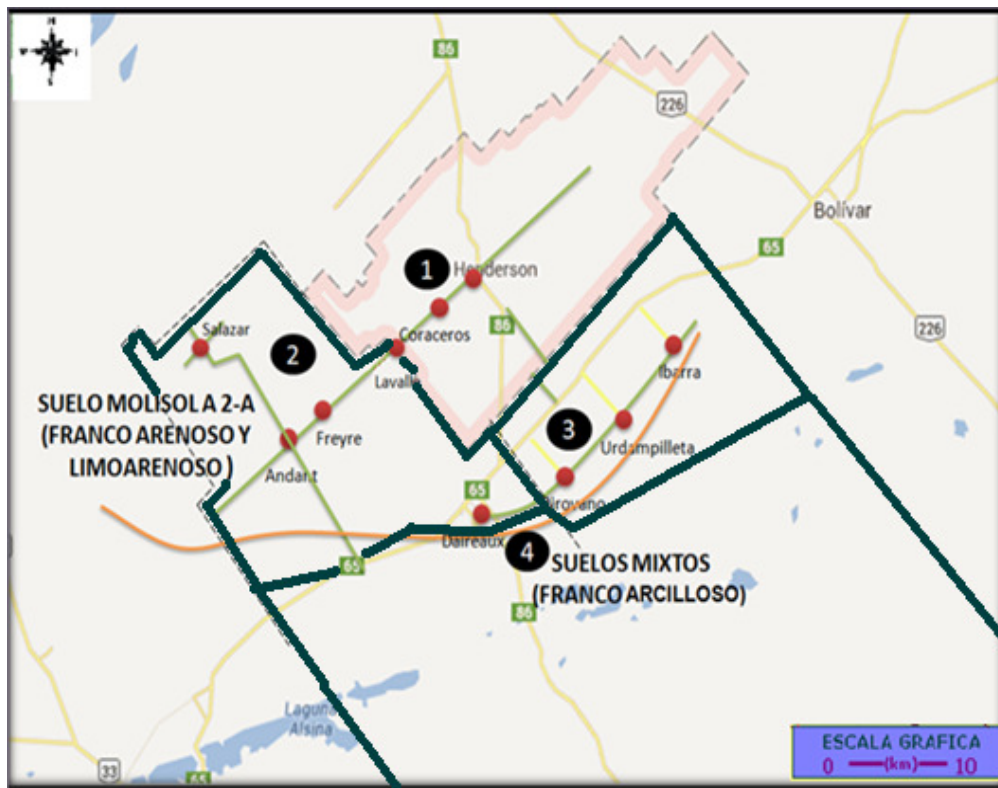 N
S
86
226
Bolívar
65
1
Henderson
Salazar
2
Coraceros
86
226
Lavalle
Ibarra
SUELO MOLISOL A 2-A
(FRANCO ARENOSO Y
LIMOARENOSO )
Freyre
3
Urdampilleta
Andant
65
Pirovano
Daireaux
4
SUELOS MIXTOS
(FRANCO ARCILLOSO)
65
86
Laguna
Alsina
33
65
ESCALA GRAFICA
0 (km) 10